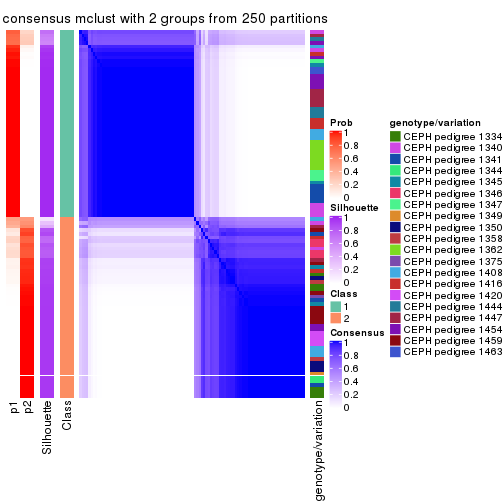 consensus mclust with 2 groups from 250 partitions
Prob
1
0.8
0.6
0.4
0.2
0
Silhouette
1
0.8
0.6
0.4
0.2
0
Class
1
2
Consensus
1
0.8
0.6
0.4
0.2
0
genotype/variation
CEPH pedigree 1334
CEPH pedigree 1340
CEPH pedigree 1341
CEPH pedigree 1344
CEPH pedigree 1345
CEPH pedigree 1346
CEPH pedigree 1347
CEPH pedigree 1349
CEPH pedigree 1350
CEPH pedigree 1358
CEPH pedigree 1362
CEPH pedigree 1375
CEPH pedigree 1408
CEPH pedigree 1416
CEPH pedigree 1420
CEPH pedigree 1444
CEPH pedigree 1447
CEPH pedigree 1454
CEPH pedigree 1459
CEPH pedigree 1463
p1
p2
Silhouette
Class
genotype/variation